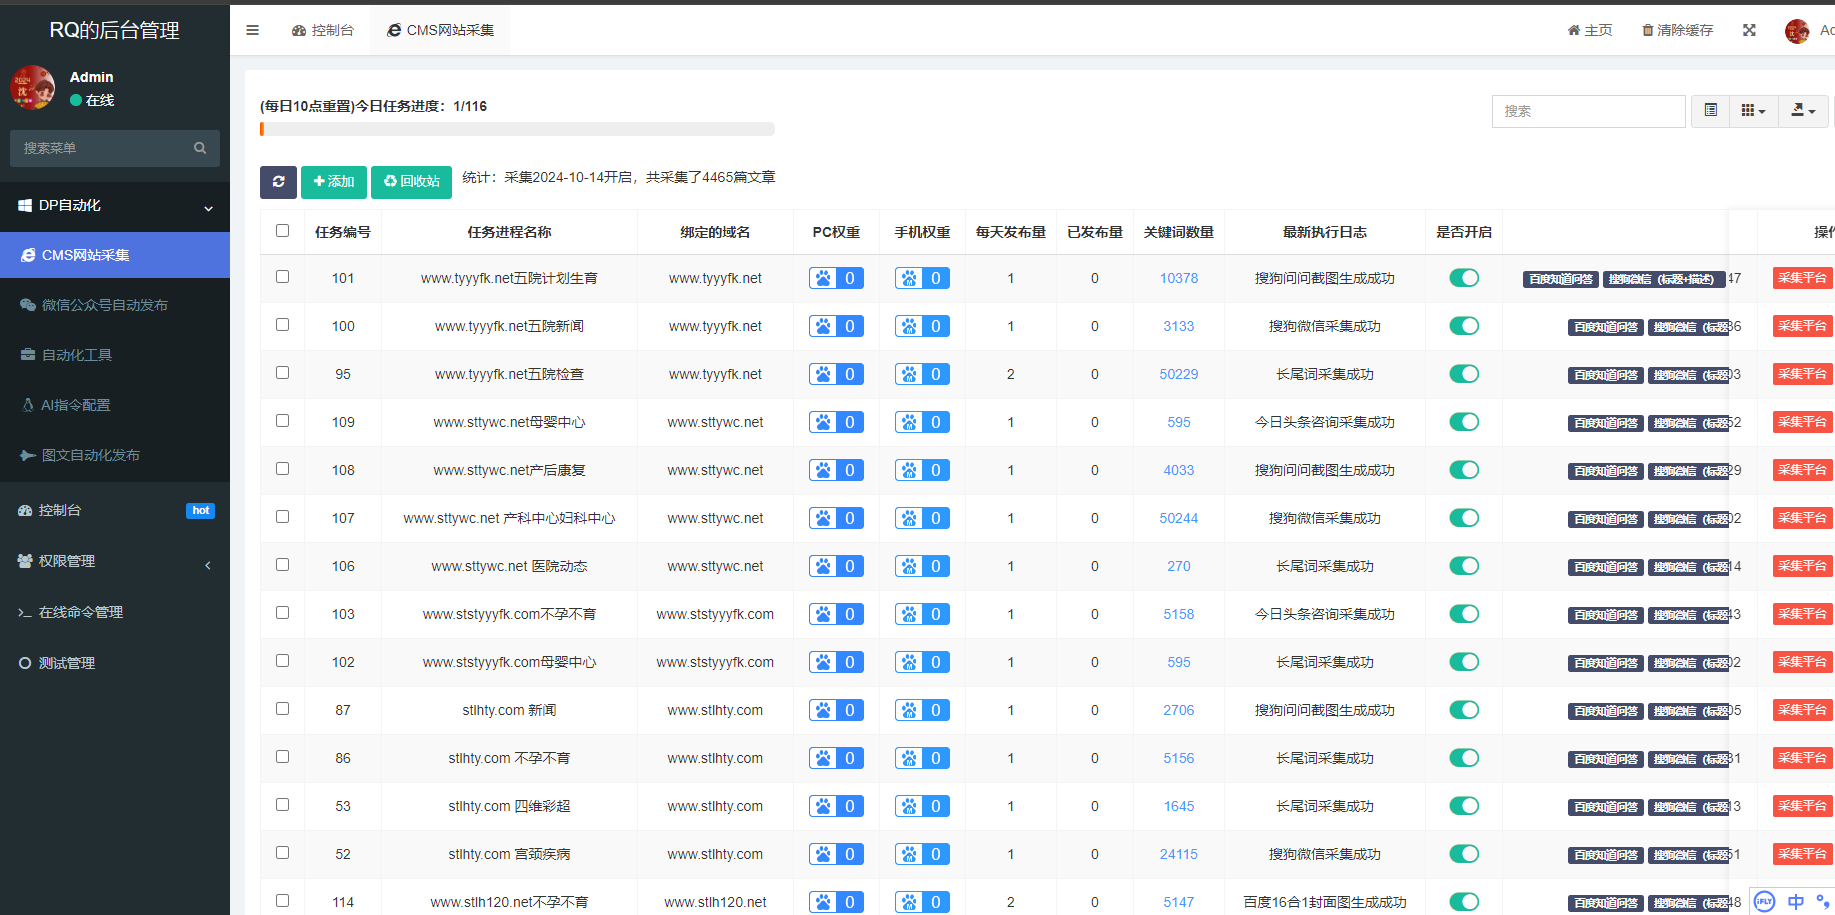 RQ的后台管理
控制台
CMS网站采集
主页
清除缓存
Admin
在线
搜索菜单
DP自动化
CMS网站采集
微信公众号自动发布
自动化工具
AI指令配置
图文自动化发布
控制台 hot
权限管理
在线命令管理
测试管理
(每日10点重置)今日任务进度：1/116
搜索
添加 回收站 统计：采集2024-10-14开启，共采集了4465篇文章
任务编号 任务进程名称 绑定的域名 PC权重 手机权重 每天发布量 已发布量 关键词数量 最新执行日志 是否开启
101 www.tyyyfk.net五院计划生育 www.tyyyfk.net 0 0 1 0 10378 搜狗问问截图生成成功 百度知道问答 搜狗微信（标题+描述） 47 采集平台
100 www.tyyyfk.net五院新闻 www.tyyyfk.net 0 0 1 0 3133 搜狗微信采集成功 百度知道问答 搜狗微信（标题 36 采集平台
95 www.tyyyfk.net五院检查 www.tyyyfk.net 0 0 2 0 50229 长尾词采集成功 百度知道问答 搜狗微信（标题 03 采集平台
109 www.sttywc.net母婴中心 www.sttywc.net 0 0 1 0 595 今日头条咨询采集成功 百度知道问答 搜狗微信（标题 52 采集平台
108 www.sttywc.net产后康复 www.sttywc.net 0 0 1 0 4033 搜狗问问截图生成成功 百度知道问答 搜狗微信（标题 29 采集平台
107 www.sttywc.net 产科中心妇科中心 www.sttywc.net 0 0 1 0 50244 搜狗微信采集成功 百度知道问答 搜狗微信（标题 02 采集平台
106 www.sttywc.net 医院动态 www.sttywc.net 0 0 1 0 270 长尾词采集成功 百度知道问答 搜狗微信（标题 14 采集平台
103 www.ststyyyfk.com不孕不育 www.ststyyyfk.com 0 0 1 0 5158 今日头条咨询采集成功 百度知道问答 搜狗微信（标题 43 采集平台
102 www.ststyyyfk.com母婴中心 www.ststyyyfk.com 0 0 1 0 595 长尾词采集成功 百度知道问答 搜狗微信（标题 02 采集平台
87 stlhty.com 新闻 www.stlhty.com 0 0 1 0 2706 搜狗问问截图生成成功 百度知道问答 搜狗微信（标题 05 采集平台
86 stlhty.com 不孕不育 www.stlhty.com 0 0 1 0 5156 长尾词采集成功 百度知道问答 搜狗微信（标题 31 采集平台
53 stlhty.com 四维彩超 www.stlhty.com 0 0 1 0 1645 长尾词采集成功 百度知道问答 搜狗微信（标题 13 采集平台
52 stlhty.com 宫颈疾病 www.stlhty.com 0 0 1 0 24115 搜狗微信采集成功 百度知道问答 搜狗微信（标题 51 采集平台
114 www.stlh120.net不孕不育 www.stlh120.net 0 0 2 0 5147 百度16合1封面图生成成功 百度知道问答 搜狗微信（标题 48
iFLY 中